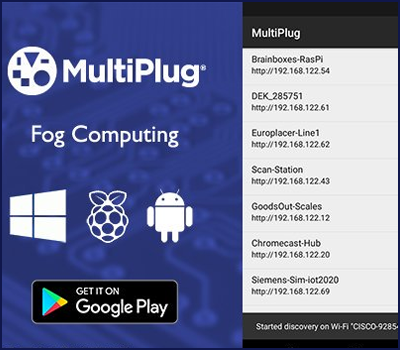 MultiPlug®
Fog Computing
GET IT ON
Google Play
MultiPlug
Brainboxes-RasPi
http://192.168.122.54
DEK_285751
http://192.168.122.61
Europlacer-Line1
http://192.168.122.62
Scan-Station
http://192.168.122.43
GoodsOut-Scales
http://192.168.122.12
Chromecast-Hub
http://192.168.122.20
Siemens-Sim-iot2020
http://192.168.122.69
Started discovery on Wi-Fi "CISCO-9285